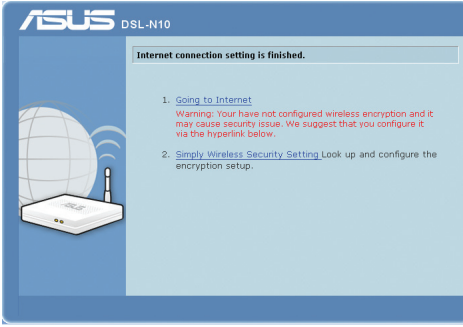 ASUS DSL-N10
Internet connection setting is finished.
1. Going to Internet
Warning: Your have not configured wireless encryption and it
may cause security issue. We suggest that you configure it
via the hyperlink below.
2. Simply Wireless Security Setting Look up and configure the
encryption setup.
ASUS